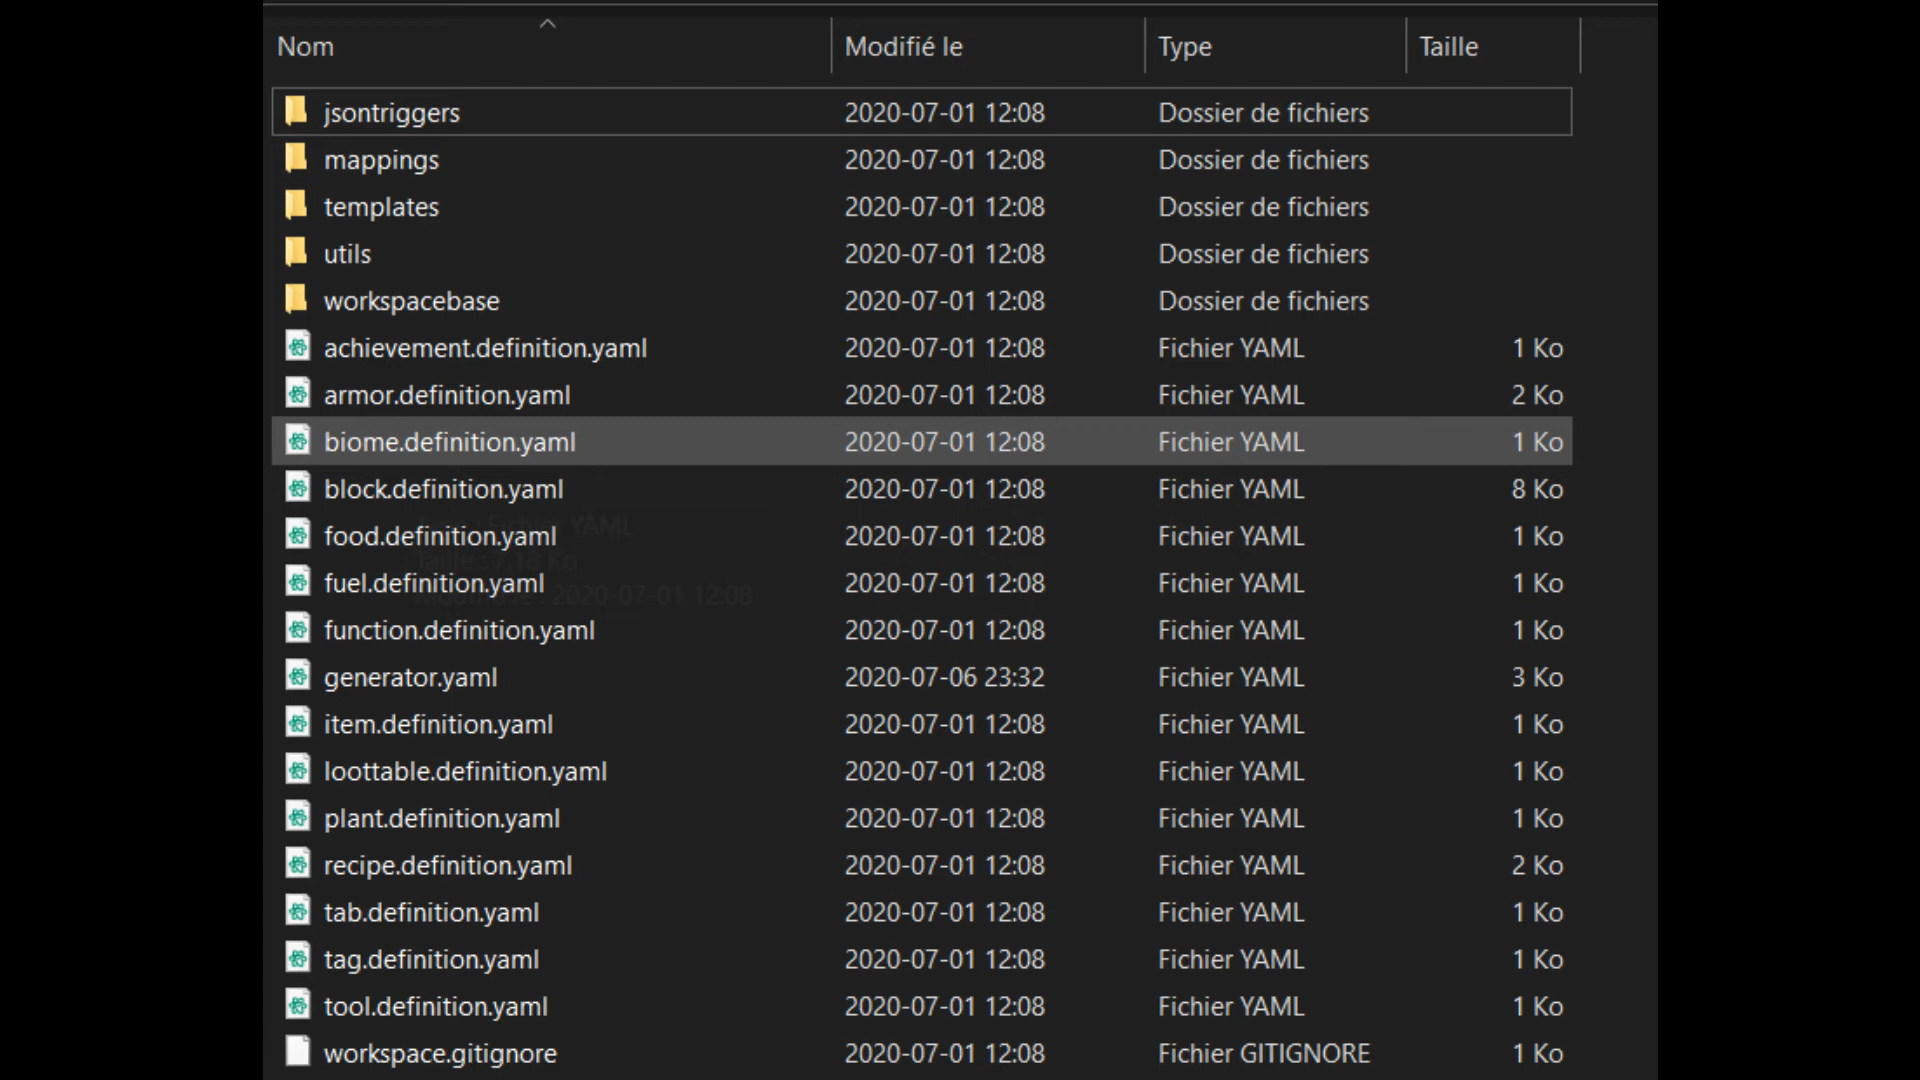 Nom Modifié le Type Taille
jsontriggers 2020-07-01 12:08 Dossier de fichiers
mappings 2020-07-01 12:08 Dossier de fichiers
templates 2020-07-01 12:08 Dossier de fichiers
utils 2020-07-01 12:08 Dossier de fichiers
workspacebase 2020-07-01 12:08 Dossier de fichiers
achievement.definition.yaml 2020-07-01 12:08 Fichier YAML 1 Ko
armor.definition.yaml 2020-07-01 12:08 Fichier YAML 2 Ko
biome.definition.yaml 2020-07-01 12:08 Fichier YAML 1 Ko
block.definition.yaml 2020-07-01 12:08 Fichier YAML 8 Ko
Fichier YAML
food.definition.yaml 2020-07-01 12:08 Fichier YAML 1 Ko
Taille : 7,18 Ko
fuel.definition.yaml 2020-07-01 12:08 Fichier YAML 1 Ko
2020-07-01 12:08
function.definition.yaml 2020-07-01 12:08 Fichier YAML 1 Ko
generator.yaml 2020-07-06 23:32 Fichier YAML 3 Ko
item.definition.yaml 2020-07-01 12:08 Fichier YAML 1 Ko
loottable.definition.yaml 2020-07-01 12:08 Fichier YAML 1 Ko
plant.definition.yaml 2020-07-01 12:08 Fichier YAML 1 Ko
recipe.definition.yaml 2020-07-01 12:08 Fichier YAML 2 Ko
tab.definition.yaml 2020-07-01 12:08 Fichier YAML 1 Ko
tag.definition.yaml 2020-07-01 12:08 Fichier YAML 1 Ko
tool.definition.yaml 2020-07-01 12:08 Fichier YAML 1 Ko
workspace.gitignore 2020-07-01 12:08 Fichier GITIGNORE 1 Ko